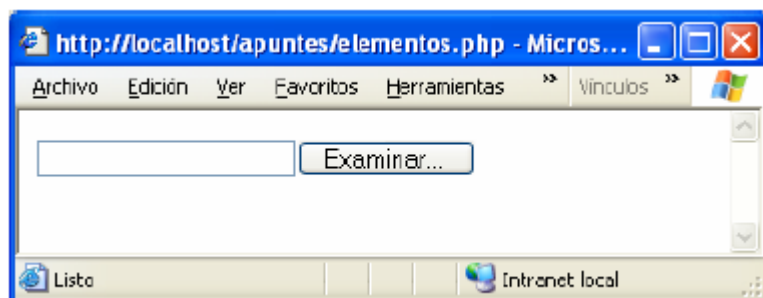 http://localhost/apuntes/elementos.php - Micros...
Archivo Edición Ver Favoritos Herramientas » Vínculos »
Examinar...
Listo Intranet local